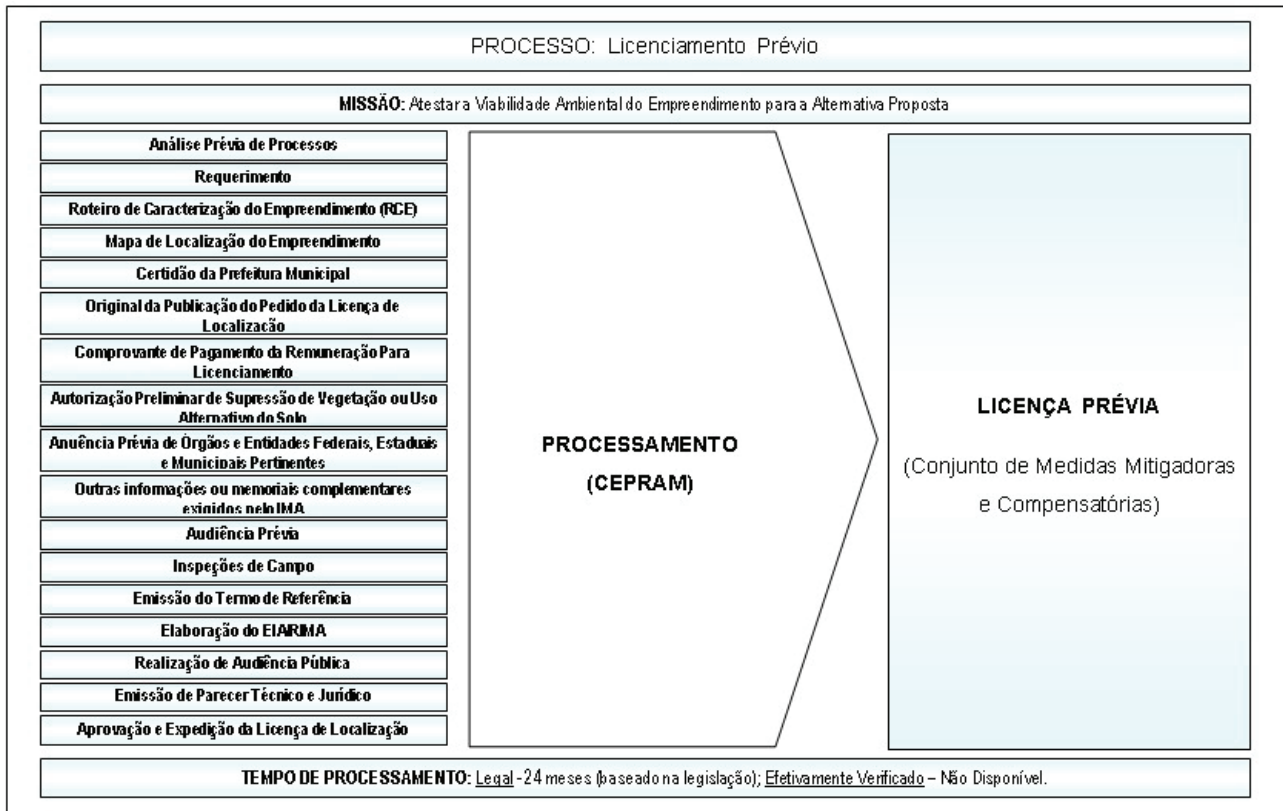 PROCESSO: Licenciamento Prévio
MISSÃO: Atestar a Viabilidade Ambiental do Empreendimento para a Alternativa Proposta
Análise Prévia de Processos
Requerimento
Roteiro de Caracterização do Empreendimento (RCE)
Mapa de Localização do Empreendimento
Certidão da Prefeitura Municipal
Original da Publicação do Pedido da Licença de
Localização
Comprovante de Pagamento da Remuneração Para
Licenciamento
Autorização Preliminar de Supressão de Vegetação ou Uso
Alternativo do Solo
Anuência Prévia de Órgãos e Entidades Federais, Estaduais
e Municipais Pertinentes
Outras informações ou memoriais complementares
exigidos pelo IMA
Audiência Prévia
Inspeções de Campo
Emissão do Termo de Referência
Elaboração do EIA/RIMA
Realização de Audiência Pública
Emissão de Parecer Técnico e Jurídico
Aprovação e Expedição da Licença de Localização
PROCESSAMENTO
(CEPRAM)
LICENÇA PRÉVIA
(Conjunto de Medidas Mitigadoras
e Compensatórias)
TEMPO DE PROCESSAMENTO: Legal - 24 meses (baseado na legislação); Efetivamente Verificado – Não Disponível.